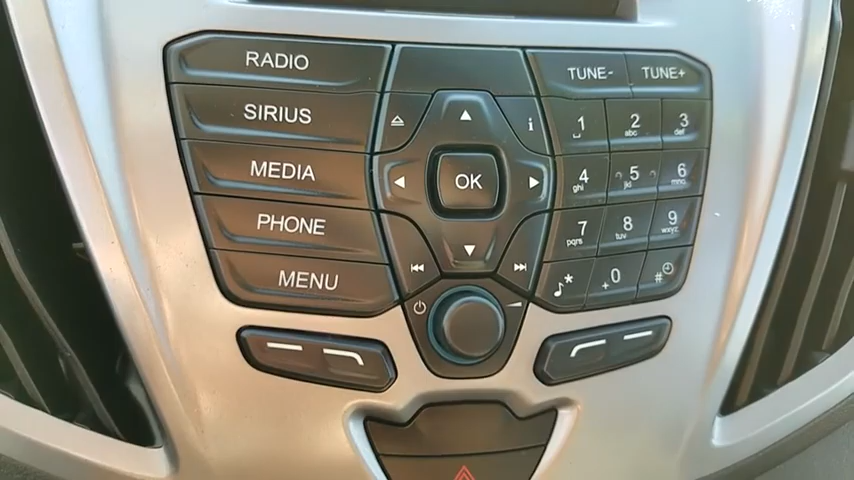 RADIO
SIRIUS
MEDIA
PHONE
MENU
i
OK
TUNE- TUNE+
1 2 3
abc def
4 5 6
ghi jkl mno
7 8 9
pqrs tuv wxyz
* 0 #
+